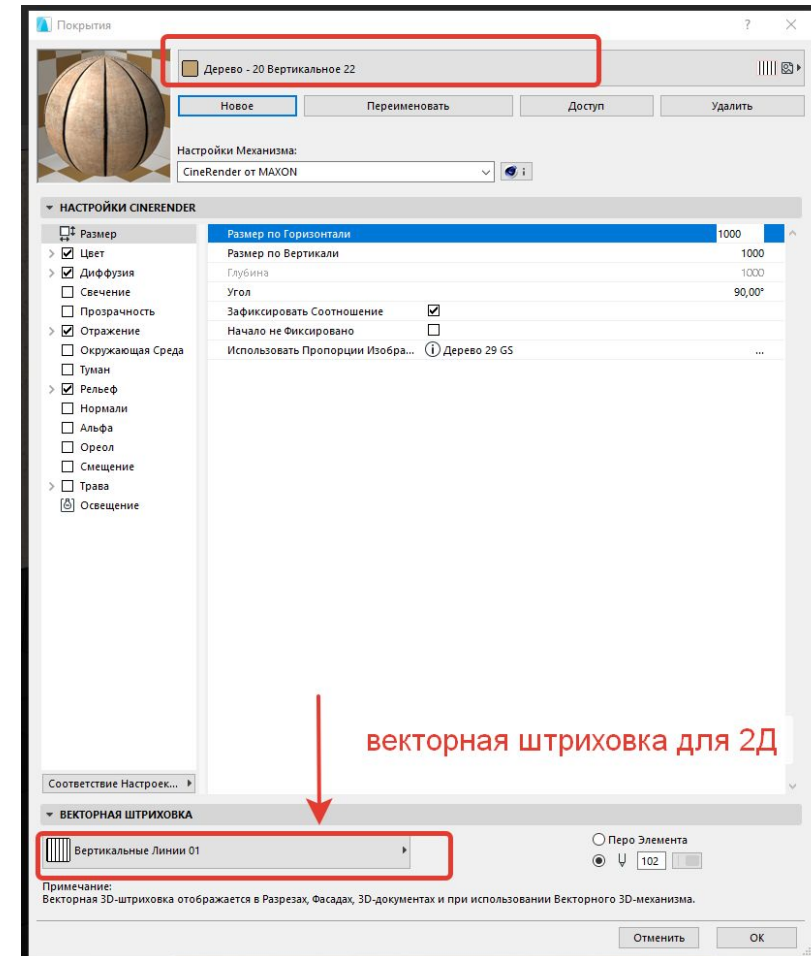 Покрытия
?
Дерево - 20 Вертикальное 22
Новое Переименовать Доступ Удалить
Настройки Механизма:
CineRender от MAXON
i
НАСТРОЙКИ CINERENDER
Размер
Цвет
Диффузия
Свечение
Прозрачность
Отражение
Окружающая Среда
Туман
Рельеф
Нормали
Альфа
Ореол
Смещение
Трава
Освещение
Размер по Горизонтали 1000
Размер по Вертикали 1000
Глубина 1000
Угол 90,00°
Зафиксировать Соотношение
Начало не Фиксировано
Использовать Пропорции Изобра... i Дерево 29 GS ...
векторная штриховка для 2Д
Соответствие Настроек...
ВЕКТОРНАЯ ШТРИХОВКА
Вертикальные Линии 01
Перо Элемента
102
Примечание:
Векторная 3D-штриховка отображается в Разрезах, Фасадах, 3D-документах и при использовании Векторного 3D-механизма.
Отменить OK